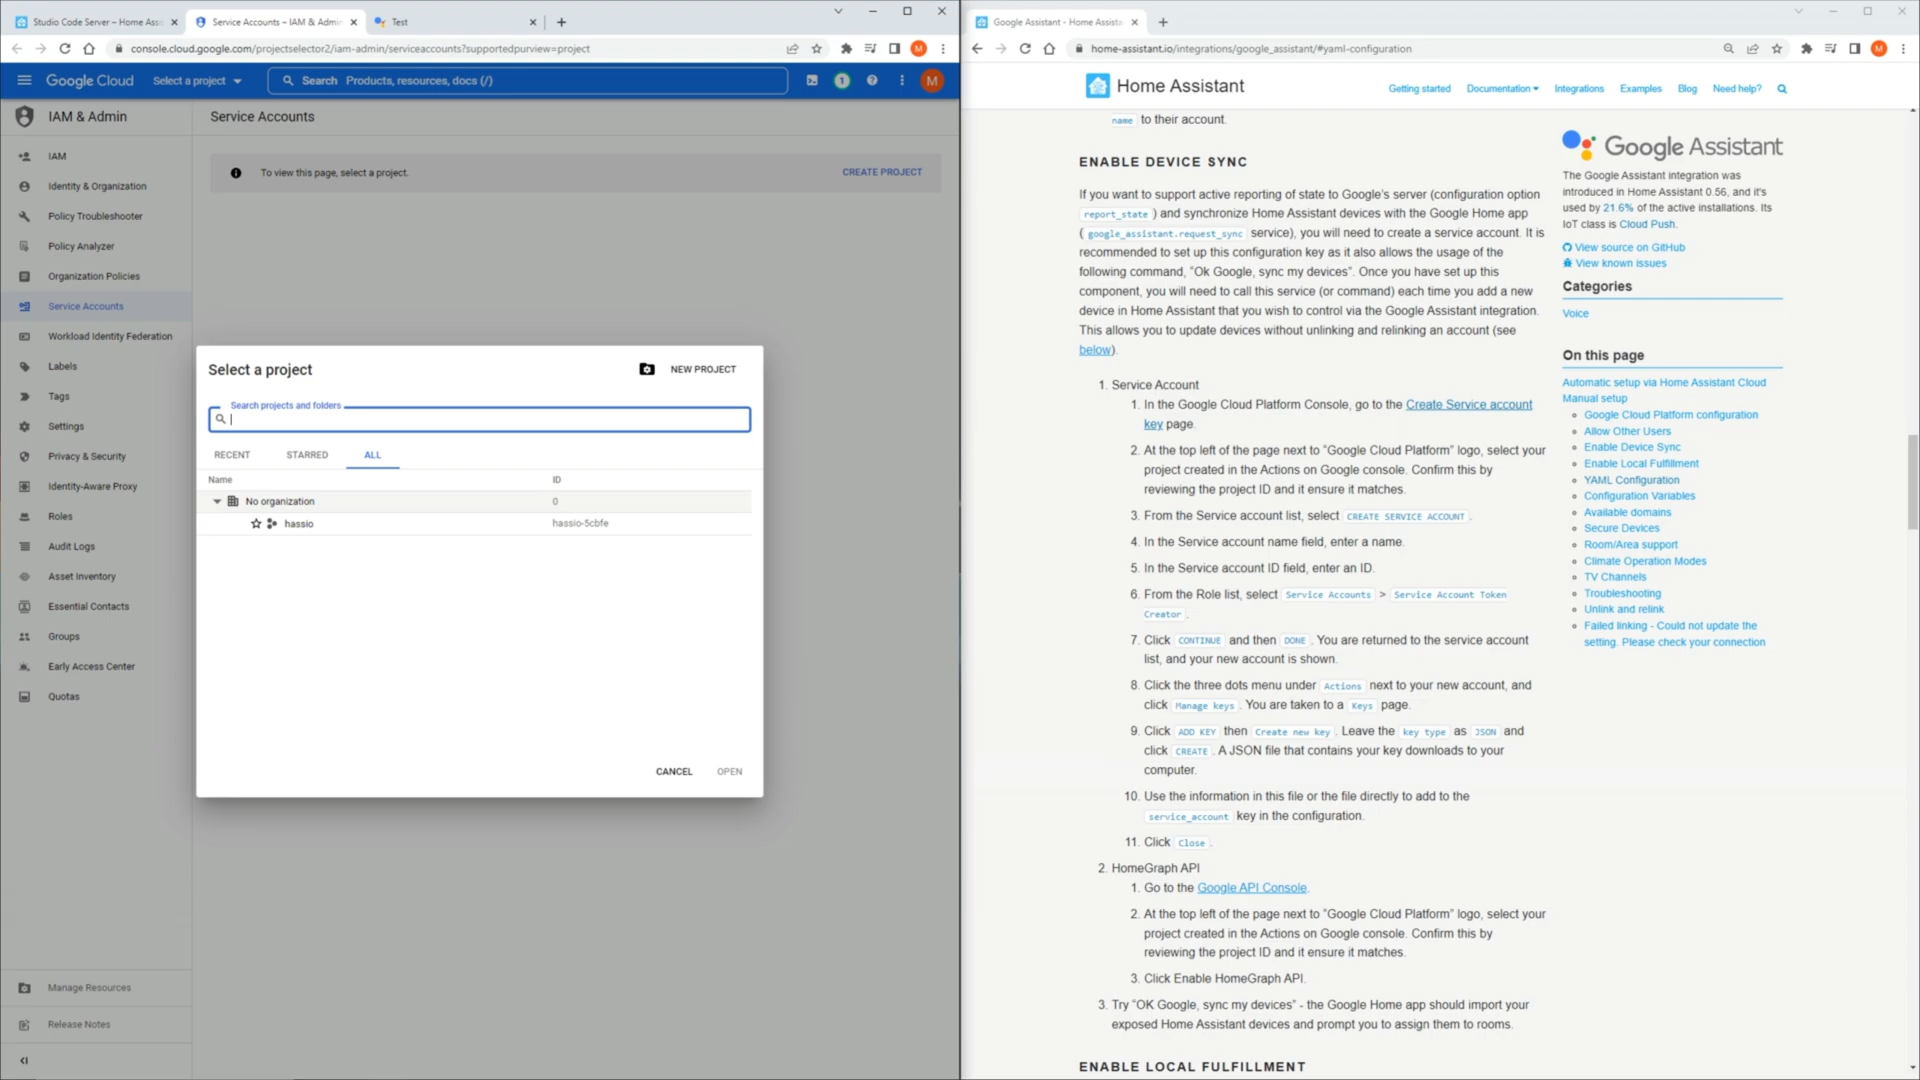 Studio Code Server – Home Assis
Service Accounts – IAM & Admin
Test
console.cloud.google.com/projectselector2/iam-admin/serviceaccounts?supportedpurview=project
M
Google Cloud
Select a project
Search Products, resources, docs (/)
1
M
IAM & Admin
IAM
Identity & Organization
Policy Troubleshooter
Policy Analyzer
Organization Policies
Service Accounts
Workload Identity Federation
Labels
Tags
Settings
Privacy & Security
Identity-Aware Proxy
Roles
Audit Logs
Asset Inventory
Essential Contacts
Groups
Early Access Center
Quotas
Manage Resources
Release Notes
Service Accounts
To view this page, select a project.
CREATE PROJECT
Select a project
NEW PROJECT
Search projects and folders
RECENT
STARRED
ALL
Name
ID
No organization
0
hassio
hassio-5cbfe
CANCEL
OPEN
Google Assistant - Home Assista
home-assistant.io/integrations/google_assistant/#yaml-configuration
M
Home Assistant
Getting started
Documentation
Integrations
Examples
Blog
Need help?
name to their account.
ENABLE DEVICE SYNC
If you want to support active reporting of state to Google's server (configuration option
report_state ) and synchronize Home Assistant devices with the Google Home app
( google_assistant.request_sync service), you will need to create a service account. It is
recommended to set up this configuration key as it also allows the usage of the
following command, "Ok Google, sync my devices". Once you have set up this
component, you will need to call this service (or command) each time you add a new
device in Home Assistant that you wish to control via the Google Assistant integration.
This allows you to update devices without unlinking and relinking an account (see
below).
1. Service Account
1. In the Google Cloud Platform Console, go to the Create Service account
key page.
2. At the top left of the page next to "Google Cloud Platform" logo, select your
project created in the Actions on Google console. Confirm this by
reviewing the project ID and it ensure it matches.
3. From the Service account list, select CREATE SERVICE ACCOUNT .
4. In the Service account name field, enter a name.
5. In the Service account ID field, enter an ID.
6. From the Role list, select Service Accounts > Service Account Token
Creator .
7. Click CONTINUE and then DONE . You are returned to the service account
list, and your new account is shown.
8. Click the three dots menu under Actions next to your new account, and
click Manage keys . You are taken to a Keys page.
9. Click ADD KEY then Create new key . Leave the key type as JSON and
click CREATE . A JSON file that contains your key downloads to your
computer.
10. Use the information in this file or the file directly to add to the
service_account key in the configuration.
11. Click Close .
2. HomeGraph API
1. Go to the Google API Console.
2. At the top left of the page next to "Google Cloud Platform" logo, select your
project created in the Actions on Google console. Confirm this by
reviewing the project ID and it ensure it matches.
3. Click Enable HomeGraph API.
3. Try "OK Google, sync my devices" - the Google Home app should import your
exposed Home Assistant devices and prompt you to assign them to rooms.
ENABLE LOCAL FULFILLMENT
Google Assistant
The Google Assistant integration was
introduced in Home Assistant 0.56, and it's
used by 21.6% of the active installations. Its
IoT class is Cloud Push.
View source on GitHub
View known issues
Categories
Voice
On this page
Automatic setup via Home Assistant Cloud
Manual setup
Google Cloud Platform configuration
Allow Other Users
Enable Device Sync
Enable Local Fulfillment
YAML Configuration
Configuration Variables
Available domains
Secure Devices
Room/Area support
Climate Operation Modes
TV Channels
Troubleshooting
Unlink and relink
Failed linking - Could not update the
setting. Please check your connection